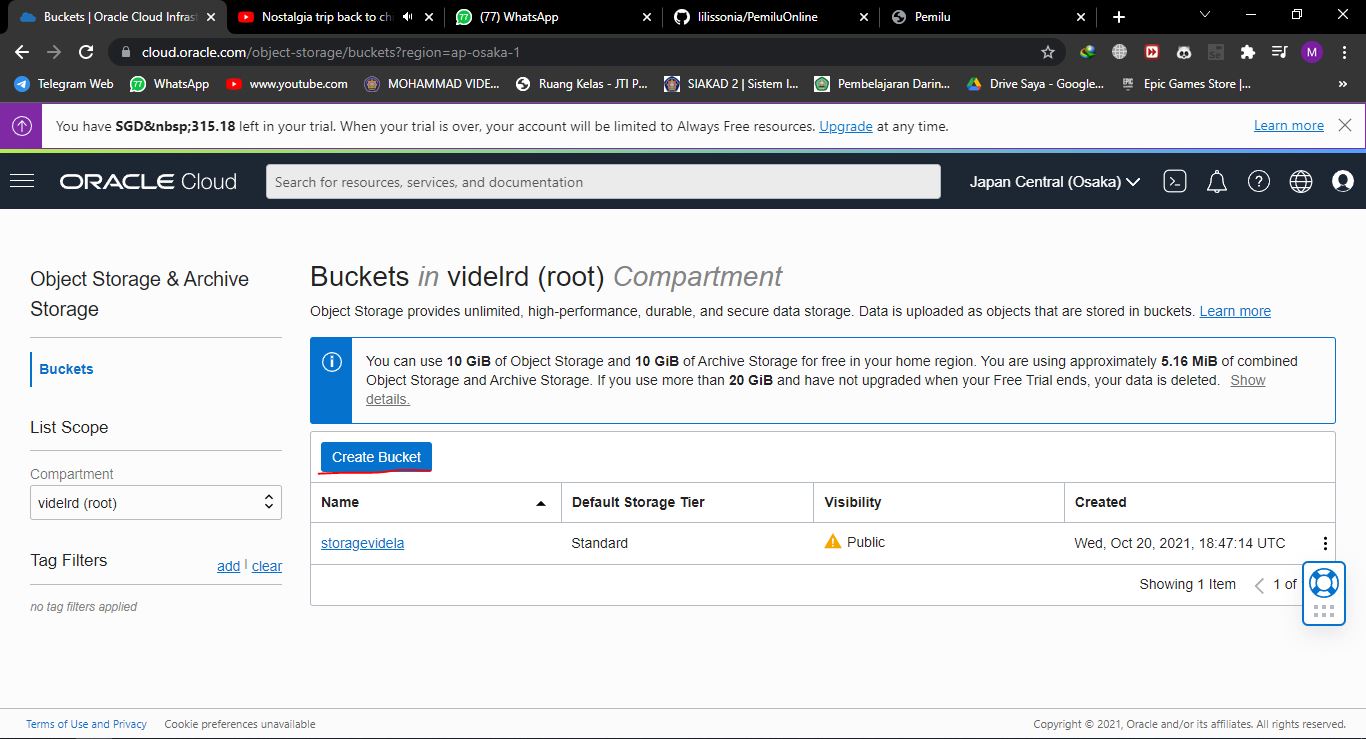 Buckets | Oracle Cloud Infrast
Nostalgia trip back to ch
(77) WhatsApp
lilissonia/PemiluOnline
Pemilu
cloud.oracle.com/object-storage/buckets?region=ap-osaka-1
M
Telegram Web
WhatsApp
www.youtube.com
MOHAMMAD VIDE...
Ruang Kelas - JTI P...
SIAKAD 2 | Sistem I...
Pembelajaran Darin...
Drive Saya - Google...
Epic Games Store |...
You have SGD&nbsp;315.18 left in your trial. When your trial is over, your account will be limited to Always Free resources. Upgrade at any time.
Learn more
ORACLE Cloud
Search for resources, services, and documentation
Japan Central (Osaka)
Object Storage & Archive
Storage
Buckets
List Scope
Compartment
videlrd (root)
Tag Filters
add | clear
no tag filters applied
Buckets in videlrd (root) Compartment
Object Storage provides unlimited, high-performance, durable, and secure data storage. Data is uploaded as objects that are stored in buckets. Learn more
You can use 10 GiB of Object Storage and 10 GiB of Archive Storage for free in your home region. You are using approximately 5.16 MiB of combined
Object Storage and Archive Storage. If you use more than 20 GiB and have not upgraded when your Free Trial ends, your data is deleted. Show
details.
Create Bucket
Name
Default Storage Tier
Visibility
Created
storagevidela
Standard
Public
Wed, Oct 20, 2021, 18:47:14 UTC
Showing 1 Item
1 of
Terms of Use and Privacy
Cookie preferences unavailable
Copyright © 2021, Oracle and/or its affiliates. All rights reserved.